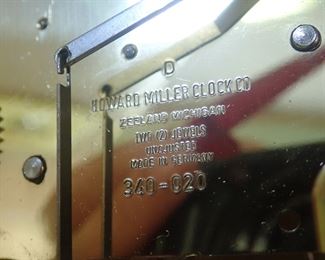 D
HOWARD MILLER CLOCK CO
ZEELAND MICHIGAN
TWO (2) JEWELS
UNADJUSTED
MADE IN GERMANY
340-020